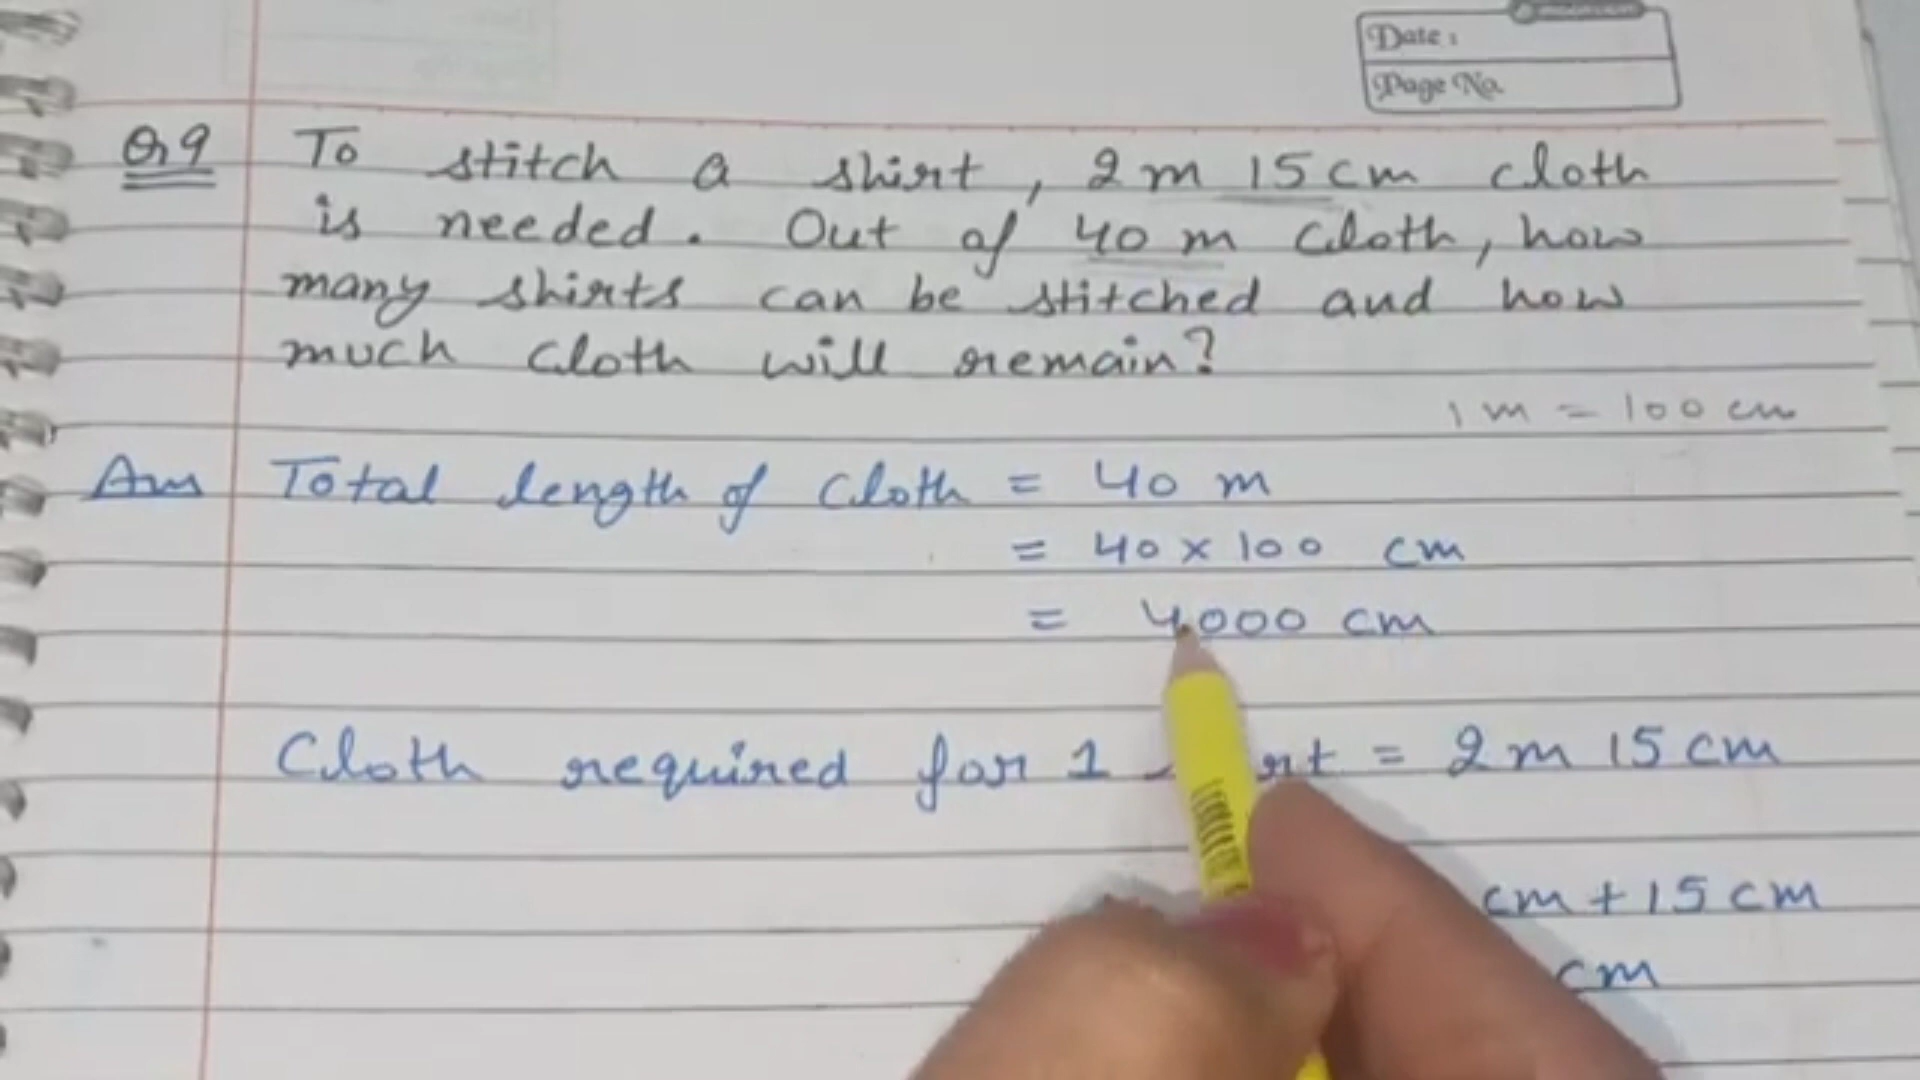 Date :
Page No.
Q9 To stitch a shirt, 2 m 15 cm cloth
is needed. Out of 40 m cloth, how
many shirts can be stitched and how
much cloth will remain?
1 m = 100 cm
Ans Total length of cloth = 40 m
= 40 × 100 cm
= 4000 cm
Cloth required for 1 = 2 m 15 cm
cm + 15 cm
cm